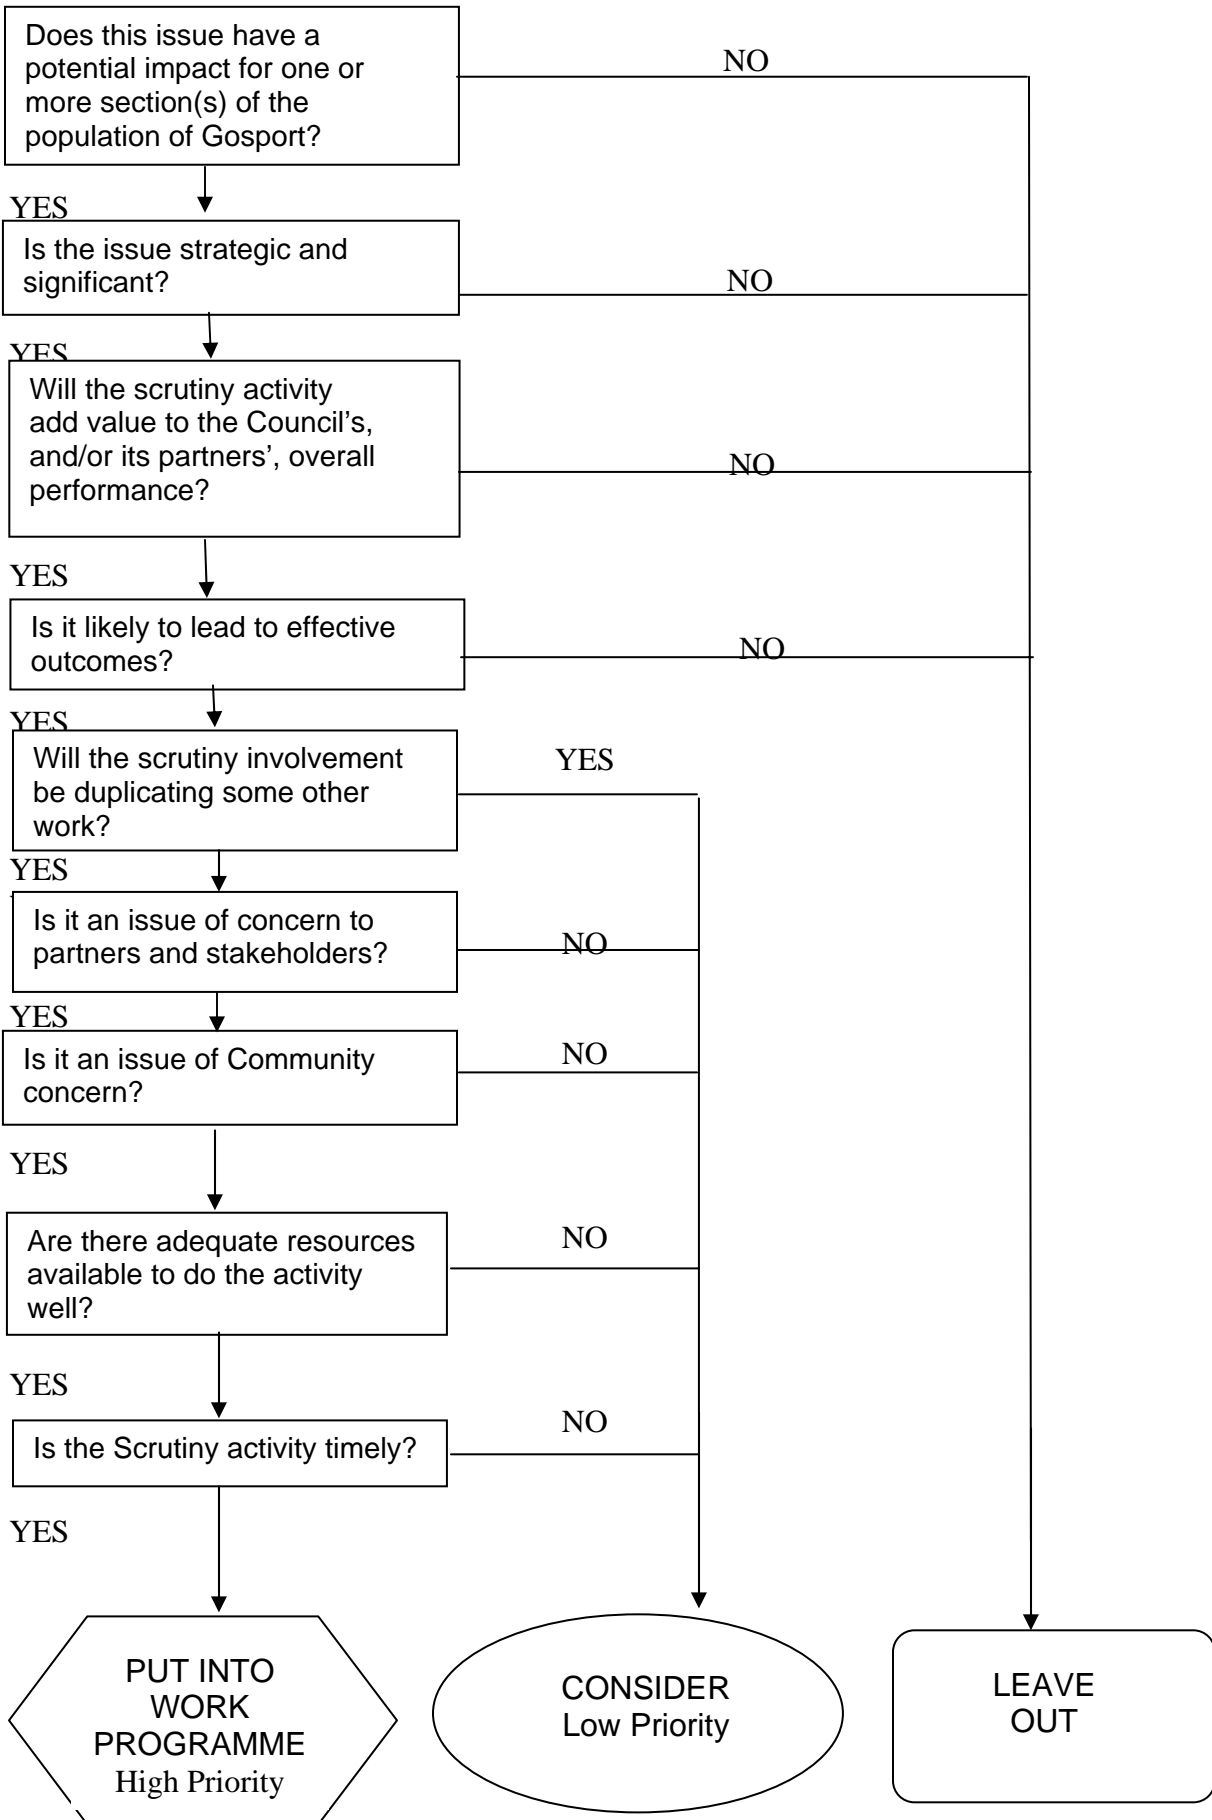 Does this issue have a
potential impact for one or
more section(s) of the
population of Gosport?
NO
YES
Is the issue strategic and
significant?
NO
YES
Will the scrutiny activity
add value to the Council's,
and/or its partners', overall
performance?
NO
YES
Is it likely to lead to effective
outcomes?
NO
YES
Will the scrutiny involvement
be duplicating some other
work?
YES
YES
Is it an issue of concern to
partners and stakeholders?
NO
YES
Is it an issue of Community
concern?
NO
YES
Are there adequate resources
available to do the activity
well?
NO
YES
Is the Scrutiny activity timely?
NO
YES
PUT INTO
WORK
PROGRAMME
High Priority
CONSIDER
Low Priority
LEAVE
OUT